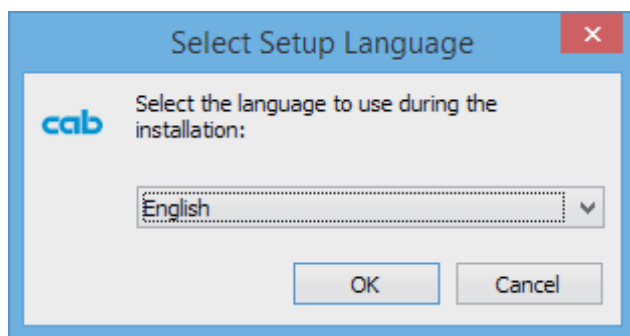 Select Setup Language
cab
Select the language to use during the
installation:
English
OK
Cancel